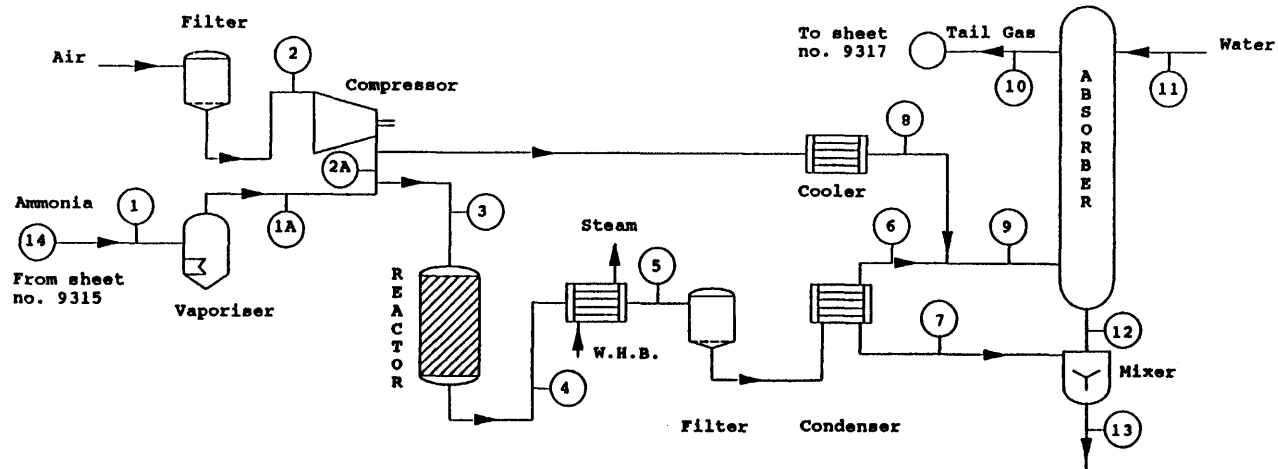 Filter
Air
2
Compressor
2A
Ammonia
1
14
1A
From sheet
no. 9315
Vaporiser
3
REACTOR
Steam
5
W.H.B.
4
Filter
Condenser
To sheet
no. 9317
Tail Gas
10
ABSORBER
Water
11
8
Cooler
6
9
7
12
Mixer
13